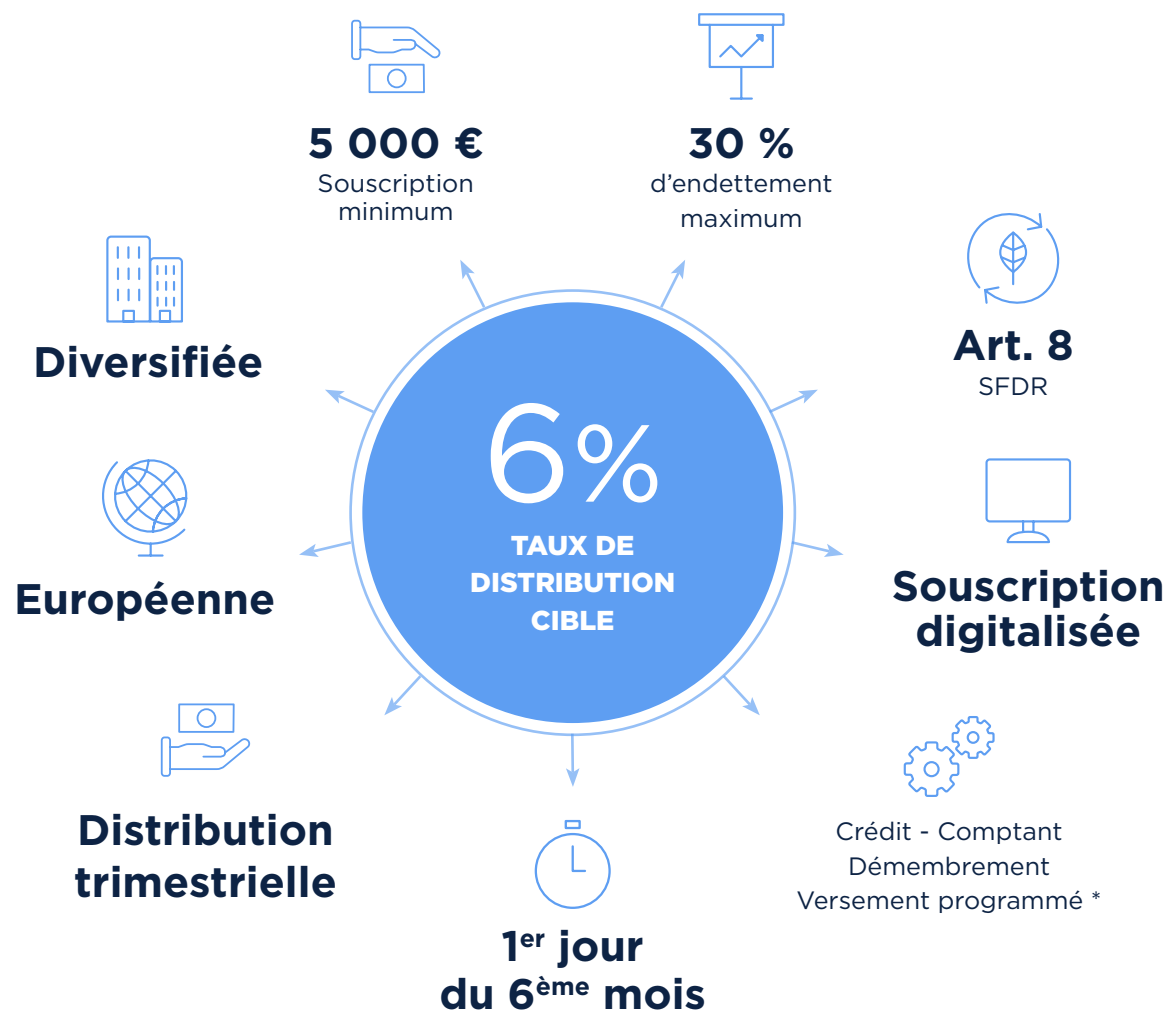 5 000 €
Souscription
minimum
30 %
d’endettement
maximum
Diversifiée
Art. 8
SFDR
6%
TAUX DE
DISTRIBUTION
CIBLE
Européenne
Souscription
digitalisée
Distribution
trimestrielle
Crédit - Comptant
Démembrement
Versement programmé *
1er jour
du 6ème mois